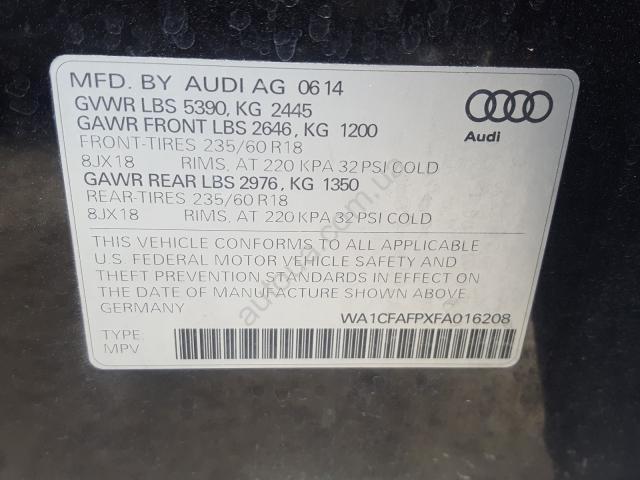 MFD. BY AUDI AG 06 14
GVWR LBS 5390, KG 2445
GAWR FRONT LBS 2646, KG 1200
FRONT-TIRES 235/60 R18
8JX18 RIMS, AT 220 KPA 32 PSI COLD
GAWR REAR LBS 2976, KG 1350
REAR-TIRES 235/60 R18
8JX18 RIMS, AT 220 KPA 32 PSI COLD
Audi
THIS VEHICLE CONFORMS TO ALL APPLICABLE
U.S. FEDERAL MOTOR VEHICLE SAFETY AND
THEFT PREVENTION STANDARDS IN EFFECT ON
THE DATE OF MANUFACTURE SHOWN ABOVE.
WA1CFAFPXFA016208
TYPE:
MPV
autobra.com.ua